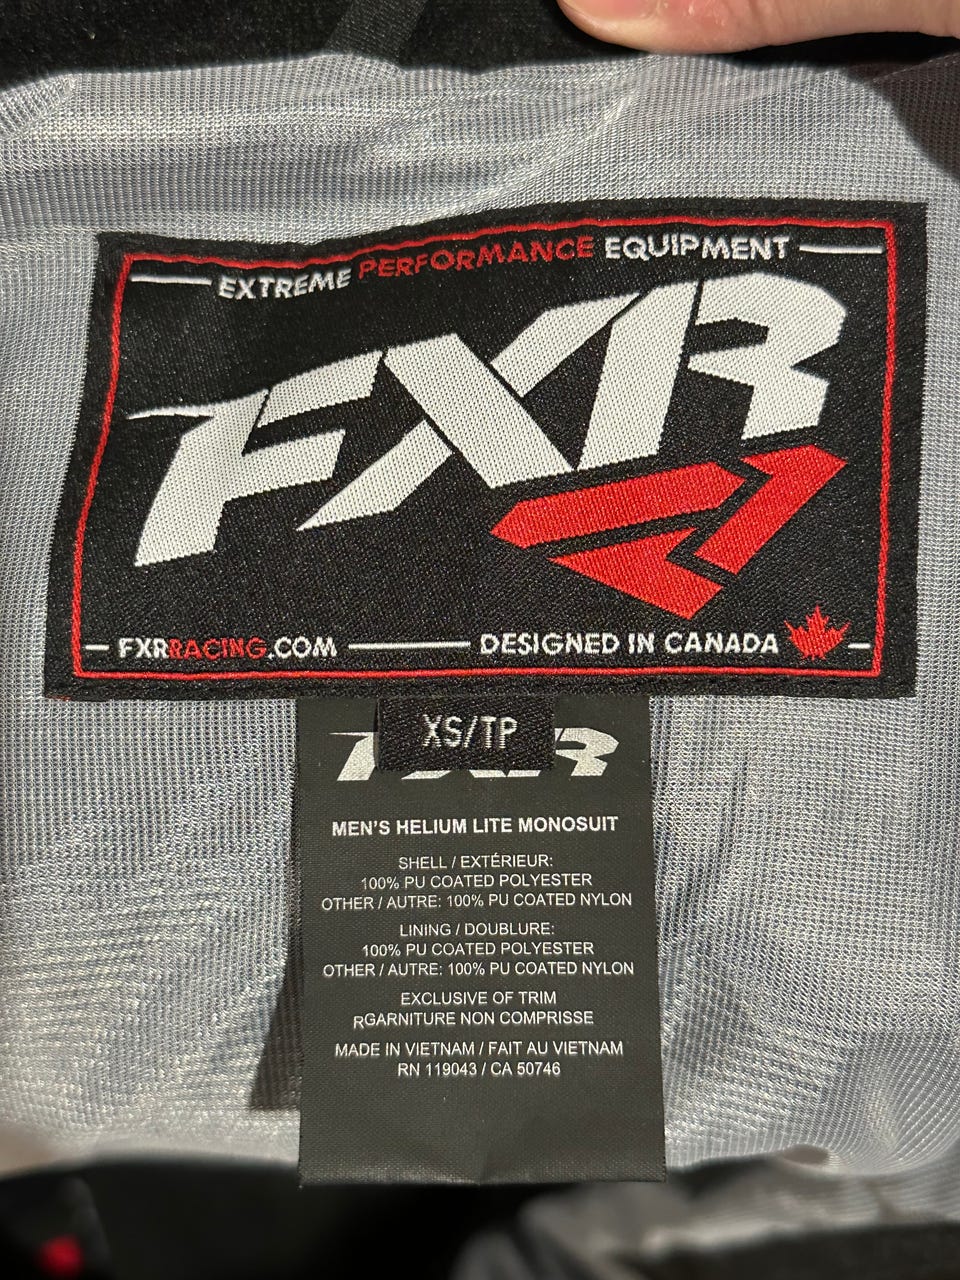 EXTREME PERFORMANCE EQUIPMENT
FXR
FXRRACING.COM DESIGNED IN CANADA
XS/TP
FXR
MEN'S HELIUM LITE MONOSUIT
SHELL / EXTÉRIEUR:
100% PU COATED POLYESTER
OTHER / AUTRE: 100% PU COATED NYLON
LINING / DOUBLURE:
100% PU COATED POLYESTER
OTHER / AUTRE: 100% PU COATED NYLON
EXCLUSIVE OF TRIM
RGARNITURE NON COMPRISSE
MADE IN VIETNAM / FAIT AU VIETNAM
RN 119043 / CA 50746